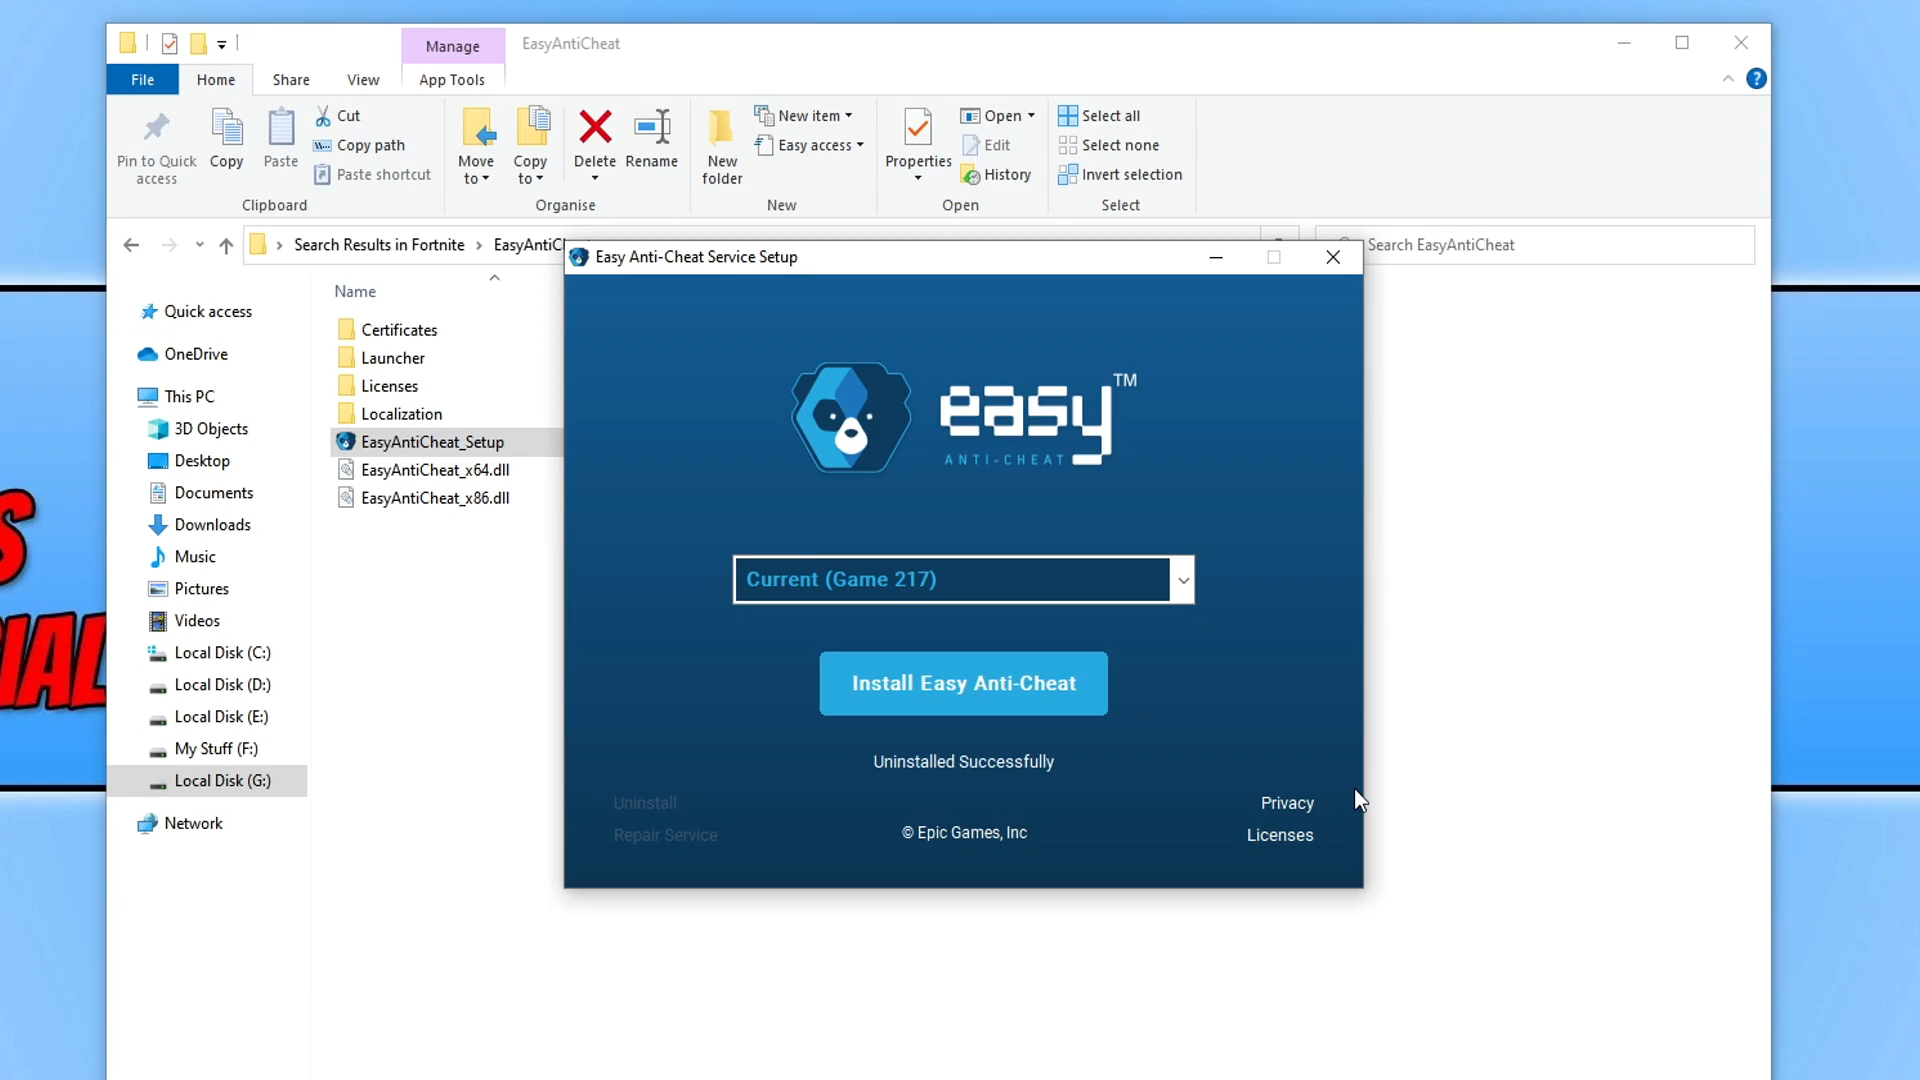 Manage
EasyAntiCheat
File
Home
Share
View
App Tools
Pin to Quick
access
Copy
Paste
Cut
Copy path
Paste shortcut
Clipboard
Move
to
Copy
to
Delete
Rename
Organise
New
folder
New item
Easy access
New
Properties
Open
Edit
History
Open
Select all
Select none
Invert selection
Select
Search Results in Fortnite
Search EasyAntiCheat
Quick access
OneDrive
This PC
3D Objects
Desktop
Documents
Downloads
Music
Pictures
Videos
Local Disk (C:)
Local Disk (D:)
Local Disk (E:)
My Stuff (F:)
Local Disk (G:)
Network
Name
Certificates
Launcher
Licenses
Localization
EasyAntiCheat_Setup
EasyAntiCheat_x64.dll
EasyAntiCheat_x86.dll
Easy Anti-Cheat Service Setup
easy™
ANTI-CHEAT
Current (Game 217)
Install Easy Anti-Cheat
Uninstalled Successfully
Uninstall
Repair Service
© Epic Games, Inc
Privacy
Licenses